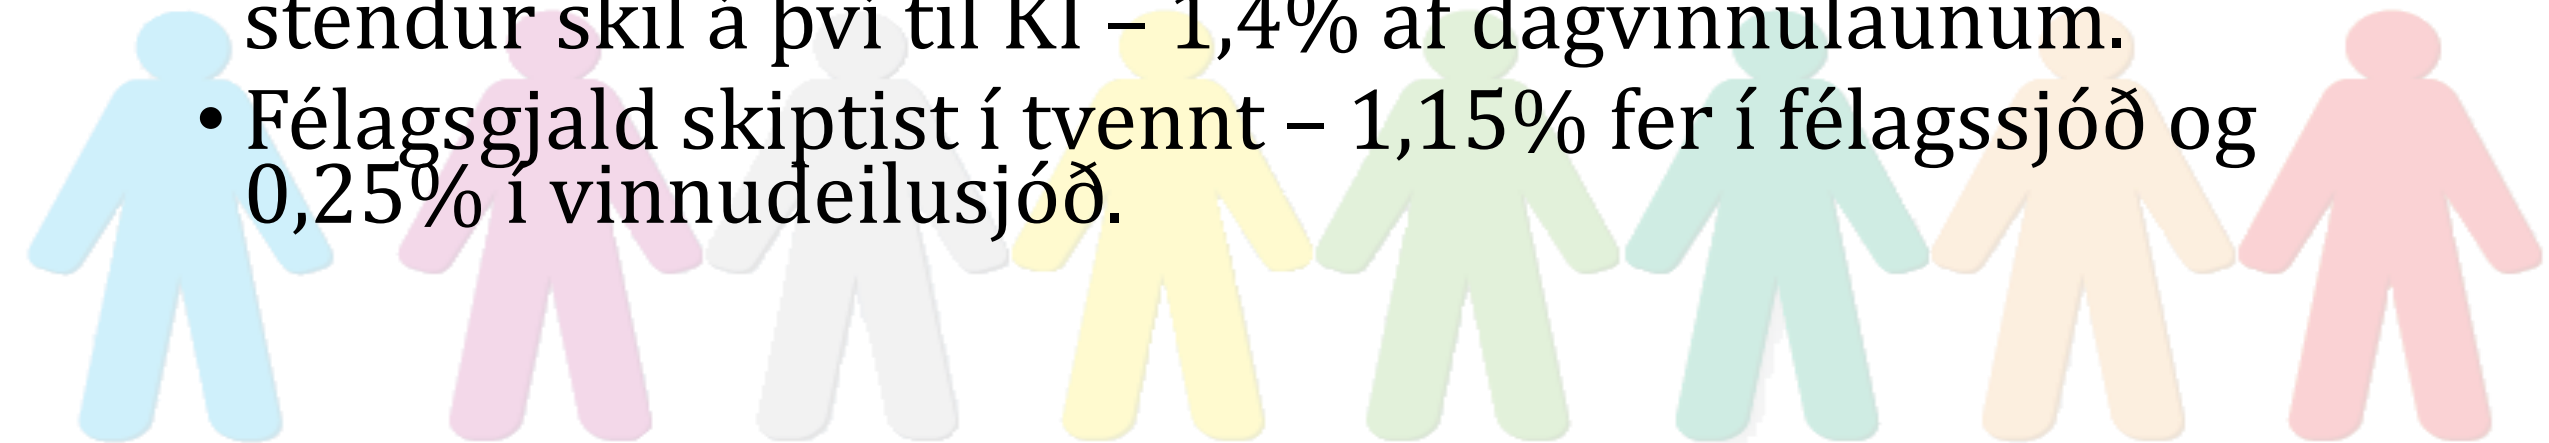 stendur skil á því til KÍ – 1,4% af dagvinnulaunum.
• Félagsgjald skiptist í tvennt – 1,15% fer í félagssjóð og
0,25% í vinnudeilusjóð.